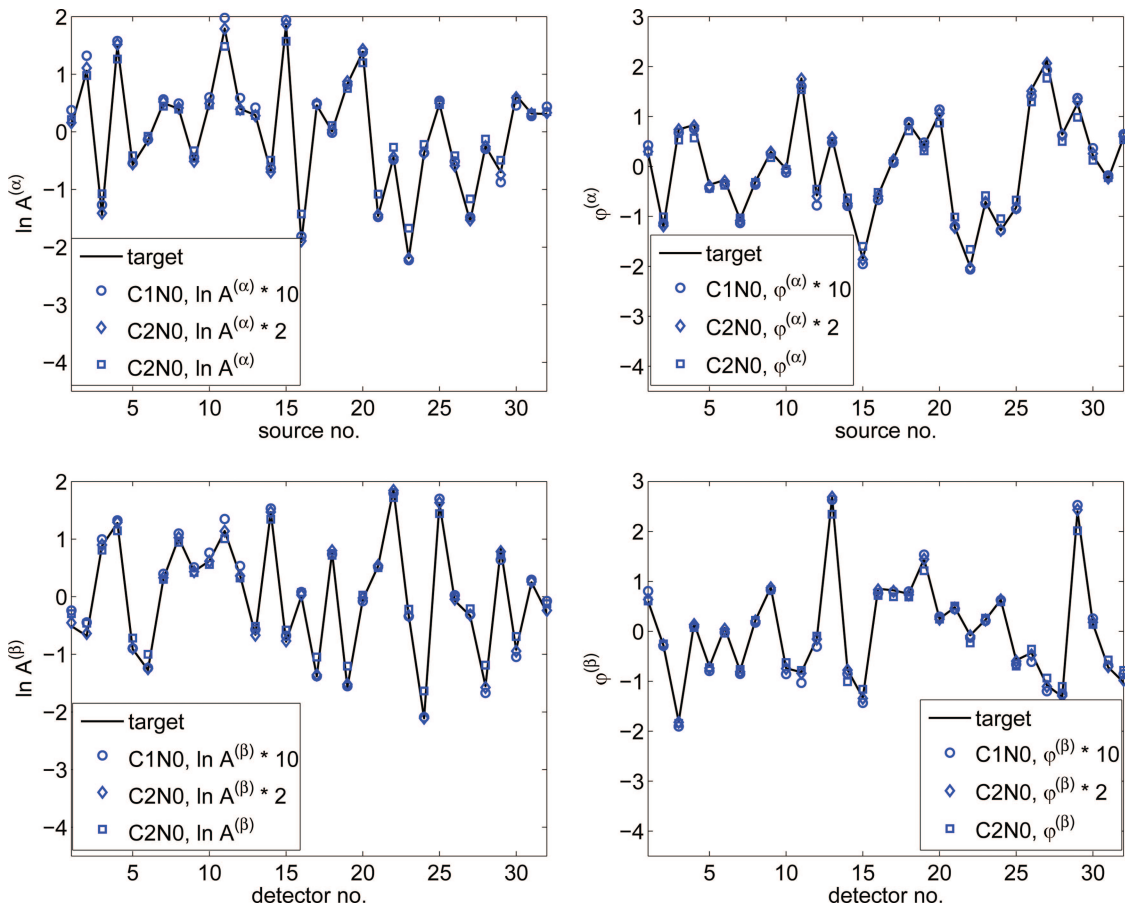 2
1
0
−1
−2
−3
−4
ln A(α)
target
C1N0, ln A(α) * 10
C2N0, ln A(α) * 2
C2N0, ln A(α)
5 10 15 20 25 30
source no.
3
2
1
0
−1
−2
−3
−4
φ(α)
target
C1N0, φ(α) * 10
C2N0, φ(α) * 2
C2N0, φ(α)
5 10 15 20 25 30
source no.
2
1
0
−1
−2
−3
−4
ln A(β)
target
C1N0, ln A(β) * 10
C2N0, ln A(β) * 2
C2N0, ln A(β)
5 10 15 20 25 30
detector no.
3
2
1
0
−1
−2
−3
−4
φ(β)
target
C1N0, φ(β) * 10
C2N0, φ(β) * 2
C2N0, φ(β)
5 10 15 20 25 30
detector no.